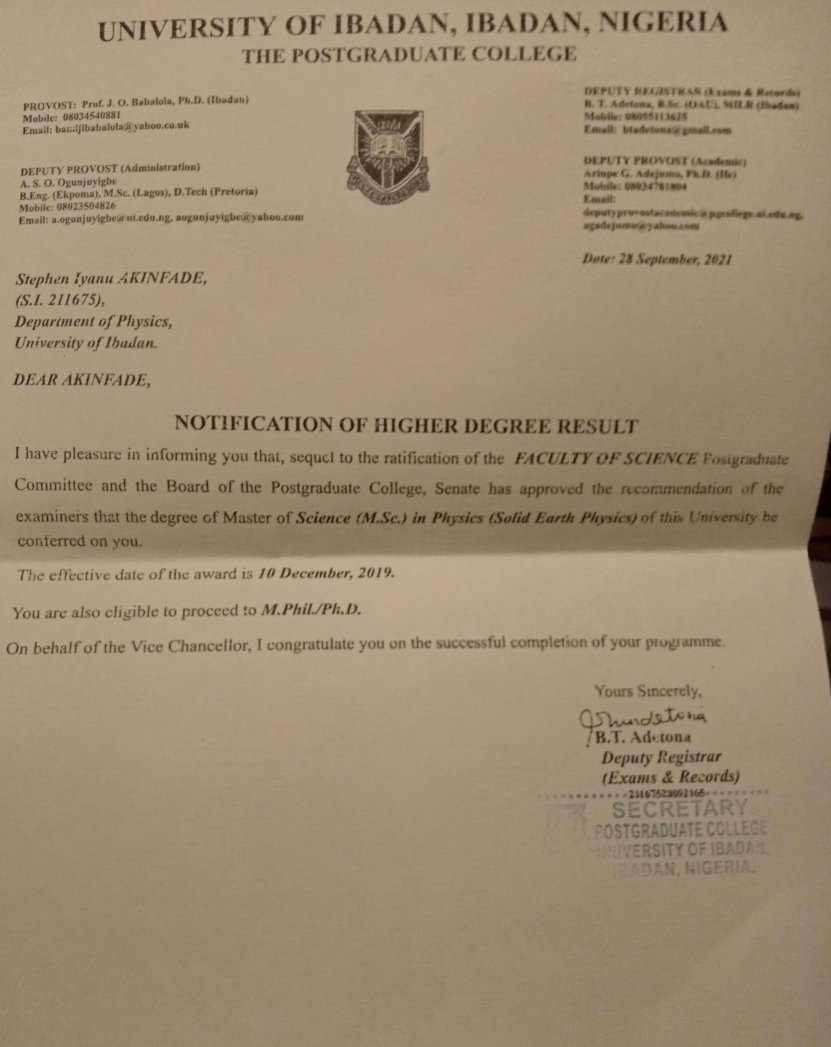 UNIVERSITY OF IBADAN, IBADAN, NIGERIA
THE POSTGRADUATE COLLEGE
PROVOST: Prof. J. O. Babalola, Ph.D. (Ibadan)
Mobile: 08034540881
Email: bamijibabalola@yahoo.co.uk
DEPUTY PROVOST (Administration)
A. S. O. Ogunjuyigbe
B.Eng. (Ekpoma), M.Sc. (Lagos), D.Tech (Pretoria)
Mobile: 08023504826
Email: a.ogunjuyigbe@ui.edu.ng, aogunjuyigbe@yahoo.com
DEPUTY REGISTRAR (Exams & Records)
B. T. Adetona, B.Sc. (OAU), MILR (Ibadan)
Mobile: 08055113625
Email: btadetona@gmail.com
DEPUTY PROVOST (Academic)
Arinpe G. Adejumo, Ph.D. (Ife)
Mobile: 08034781804
Email:
deputyprovostacademic@pgcollege.ui.edu.ng,
agadejumo@yahoo.com
Date: 28 September, 2021
Stephen Iyanu AKINFADE,
(S.I. 211675),
Department of Physics,
University of Ibadan.
DEAR AKINFADE,
NOTIFICATION OF HIGHER DEGREE RESULT
I have pleasure in informing you that, sequel to the ratification of the FACULTY OF SCIENCE Postgraduate
Committee and the Board of the Postgraduate College, Senate has approved the recommendation of the
examiners that the degree of Master of Science (M.Sc.) in Physics (Solid Earth Physics) of this University be
conferred on you.
The effective date of the award is 10 December, 2019.
You are also eligible to proceed to M.Phil./Ph.D.
On behalf of the Vice Chancellor, I congratulate you on the successful completion of your programme.
Yours Sincerely,
B.T. Adetona
Deputy Registrar
(Exams & Records)
SECRETARY
POSTGRADUATE COLLEGE
UNIVERSITY OF IBADAN,
IBADAN, NIGERIA.